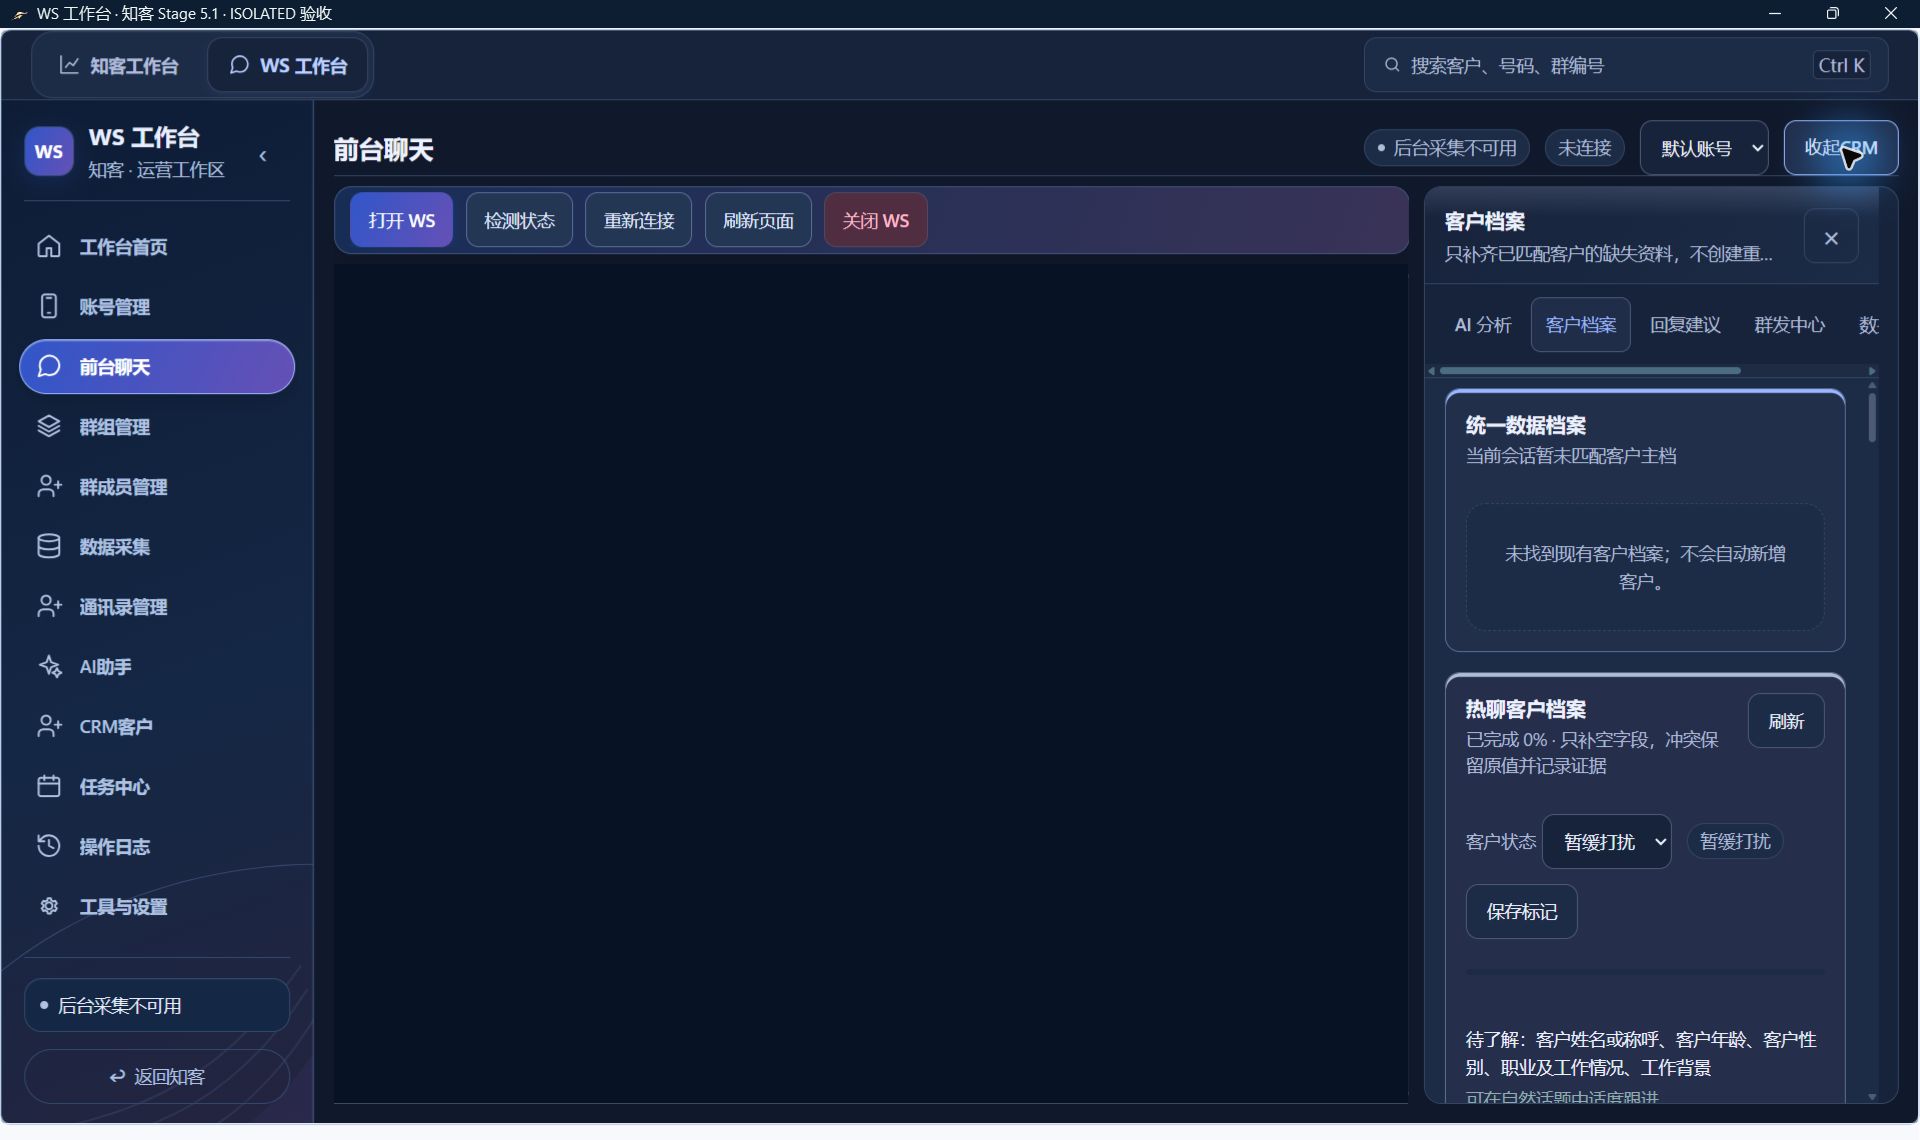 WS 工作台 · 知客 Stage 5.1 · ISOLATED 验收
知客工作台
WS 工作台
搜索客户、号码、群编号
Ctrl K
WS
WS 工作台
知客 · 运营工作区
工作台首页
账号管理
前台聊天
群组管理
群成员管理
数据采集
通讯录管理
AI助手
CRM客户
任务中心
操作日志
工具与设置
后台采集不可用
返回知客
前台聊天
后台采集不可用
未连接
默认账号
收起CRM
打开 WS
检测状态
重新连接
刷新页面
关闭 WS
客户档案
只补齐已匹配客户的缺失资料，不创建重...
AI 分析
客户档案
回复建议
群发中心
数
统一数据档案
当前会话暂未匹配客户主档
未找到现有客户档案；不会自动新增
客户。
热聊客户档案
刷新
已完成 0% · 只补空字段，冲突保
留原值并记录证据
客户状态
暂缓打扰
暂缓打扰
保存标记
待了解：客户姓名或称呼、客户年龄、客户性
别、职业及工作情况、工作背景
可在自然话题中适度跟进